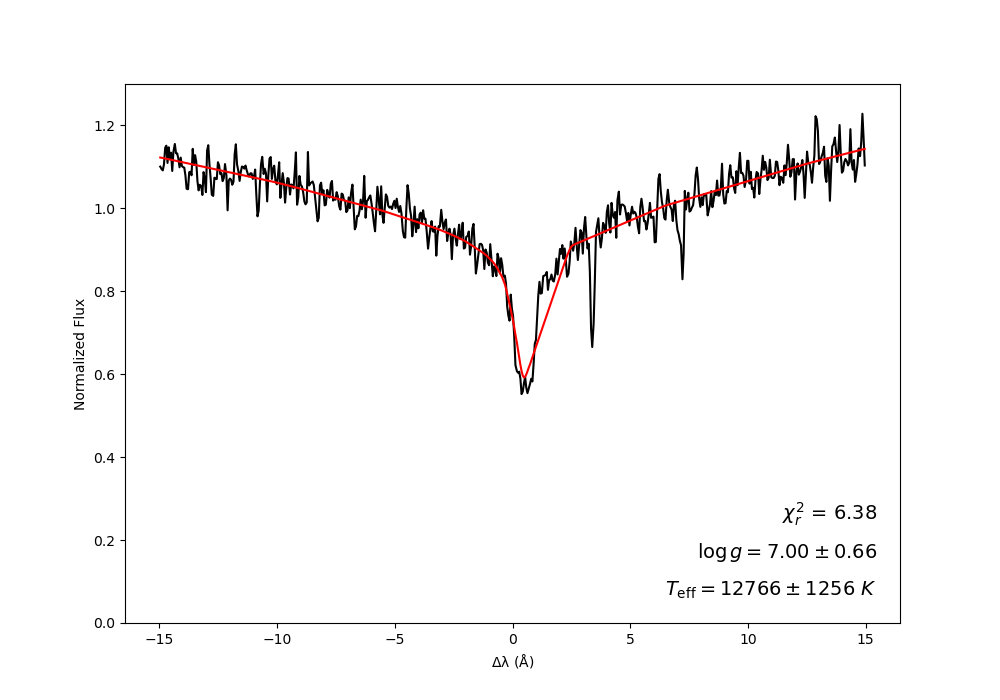 1.2
1.0
0.8
0.6
0.4
0.2
0.0
Normalized Flux
χ²ᵣ = 6.38
log g = 7.00 ± 0.66
T_eff = 12766 ± 1256 K
−15 −10 −5 0 5 10 15
Δλ (Å)